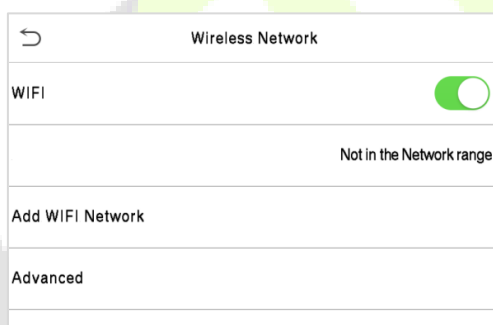 Wireless Network
WIFI
Not in the Network range
Add WIFI Network
Advanced